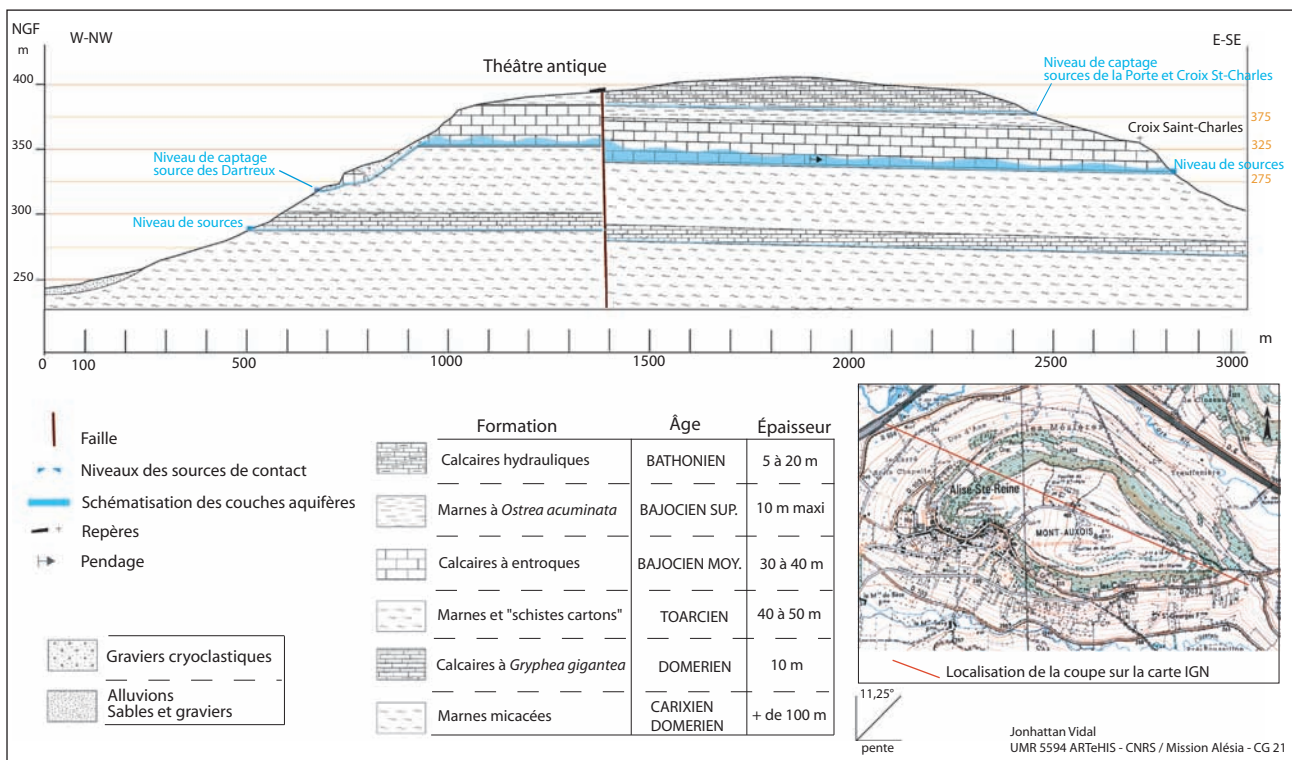 NGF
m
W-NW
E-SE
Théâtre antique
Niveau de captage
sources de la Porte et Croix St-Charles
400
375
Croix Saint-Charles
350
325
Niveau de captage
source des Dartreux
Niveau de sources
275
300
Niveau de sources
250
0 100 500 1000 1500 2000 2500 3000 m
Faille
Niveaux des sources de contact
Schématisation des couches aquifères
Repères
Pendage
Graviers cryoclastiques
Alluvions
Sables et graviers
Formation Âge Épaisseur
Calcaires hydrauliques BATHONIEN 5 à 20 m
Marnes à Ostrea acuminata BAJOCIEN SUP. 10 m maxi
Calcaires à entroques BAJOCIEN MOY. 30 à 40 m
Marnes et "schistes cartons" TOARCIEN 40 à 50 m
Calcaires à Gryphea gigantea DOMERIEN 10 m
Marnes micacées CARIXIEN DOMERIEN + de 100 m
Alise-Ste-Reine
MONT-AUXOIS
Localisation de la coupe sur la carte IGN
11,25°
pente
Jonhattan Vidal
UMR 5594 ARTeHIS - CNRS / Mission Alésia - CG 21